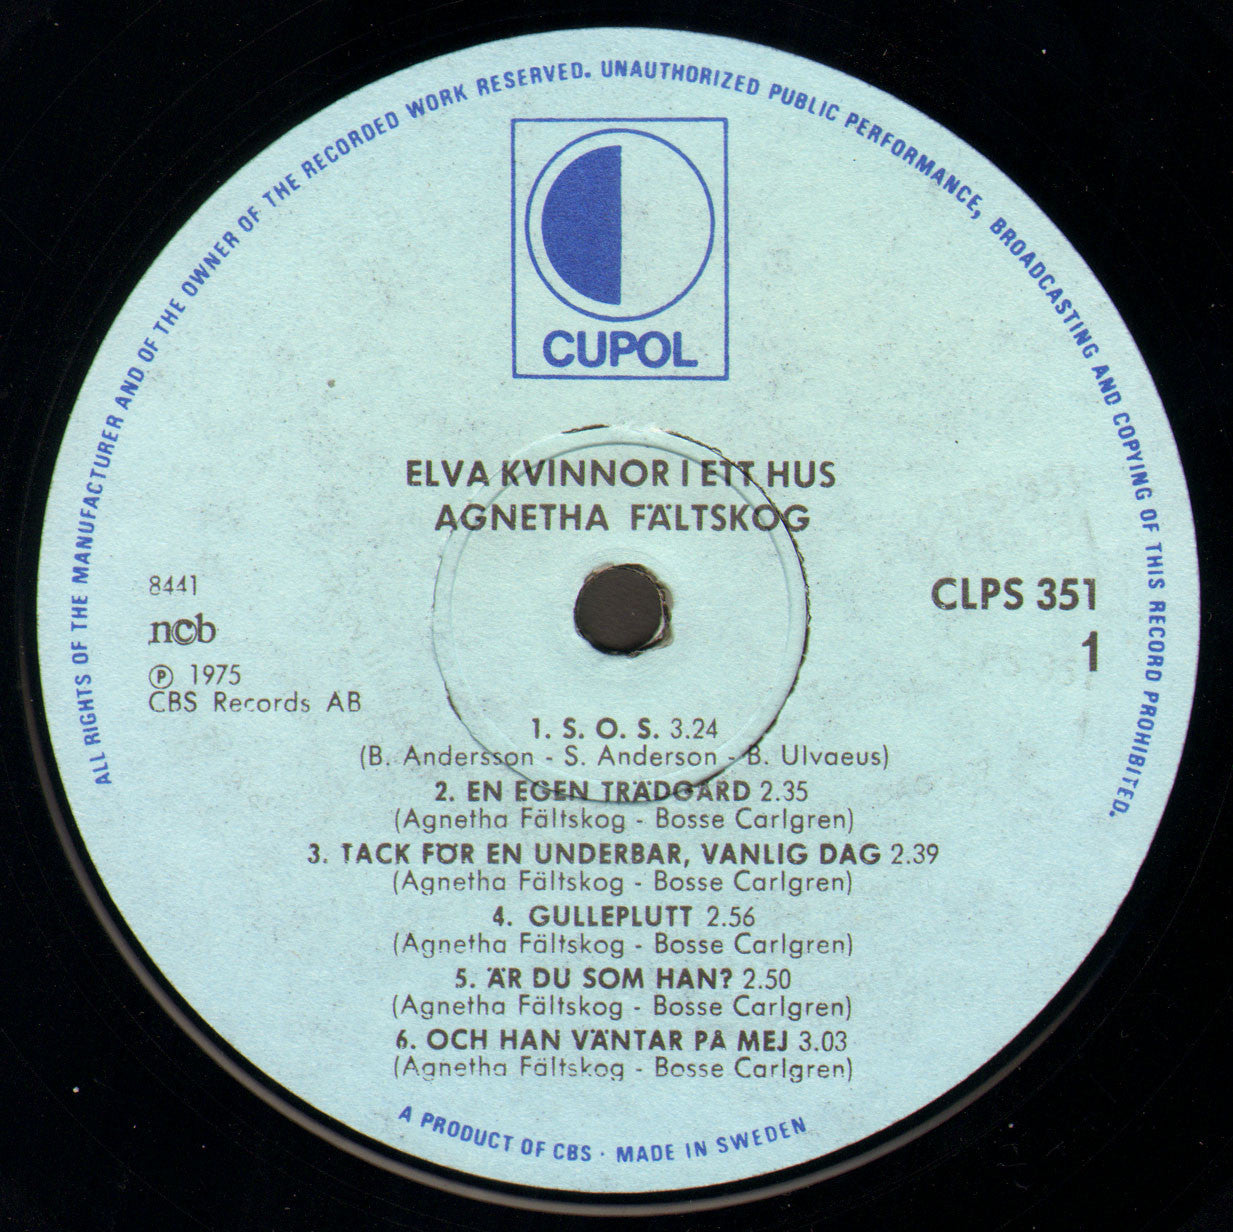 ALL RIGHTS OF THE MANUFACTURER AND OF THE OWNER OF THE RECORDED WORK RESERVED. UNAUTHORIZED PUBLIC PERFORMANCE, BROADCASTING AND COPYING OF THIS RECORD PROHIBITED.
CUPOL
ELVA KVINNOR I ETT HUS
AGNETHA FÄLTSKOG
8441
ncb
℗ 1975
CBS Records AB
CLPS 351
1
1. S. O. S. 3.24
(B. Andersson - S. Anderson - B. Ulvaeus)
2. EN EGEN TRÄDGÅRD 2.35
(Agnetha Fältskog - Bosse Carlgren)
3. TACK FÖR EN UNDERBAR, VANLIG DAG 2.39
(Agnetha Fältskog - Bosse Carlgren)
4. GULLEPLUTT 2.56
(Agnetha Fältskog - Bosse Carlgren)
5. ÄR DU SOM HAN? 2.50
(Agnetha Fältskog - Bosse Carlgren)
6. OCH HAN VÄNTAR PÅ MEJ 3.03
(Agnetha Fältskog - Bosse Carlgren)
A PRODUCT OF CBS · MADE IN SWEDEN